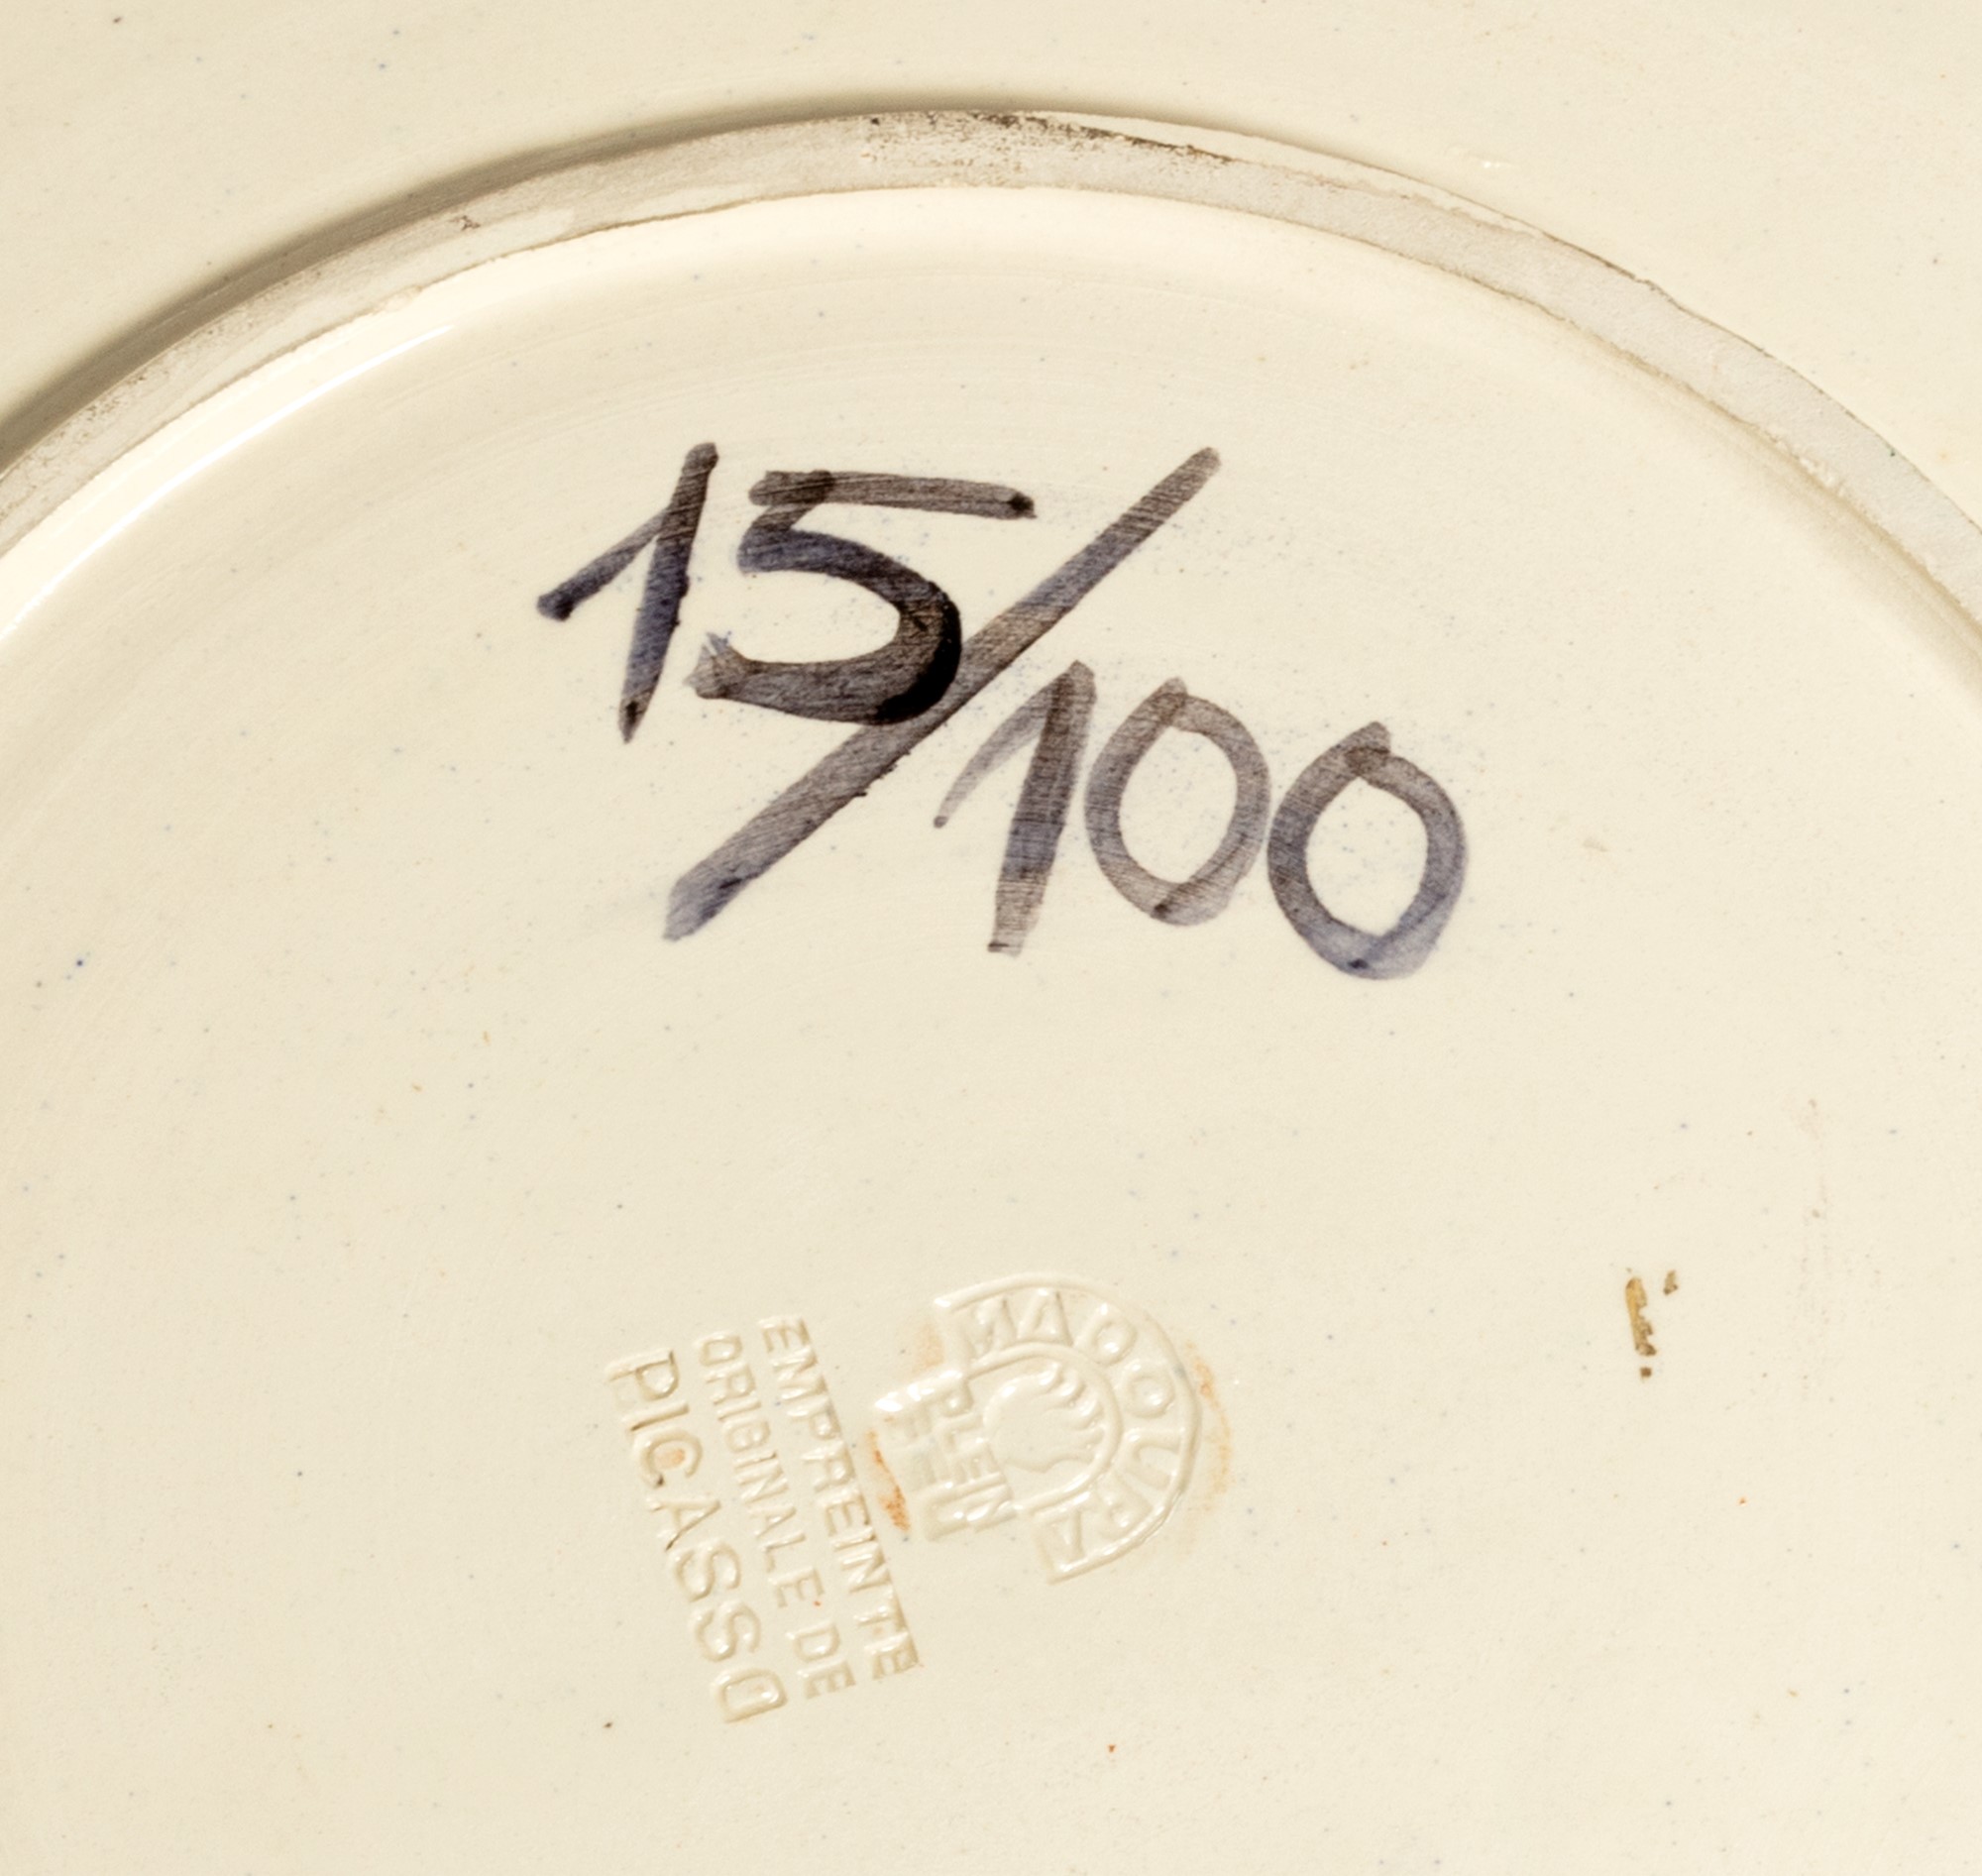 15/100
MADOURA
PLEIN
FEU
EMPREINTE
ORIGINALE DE
PICASSO